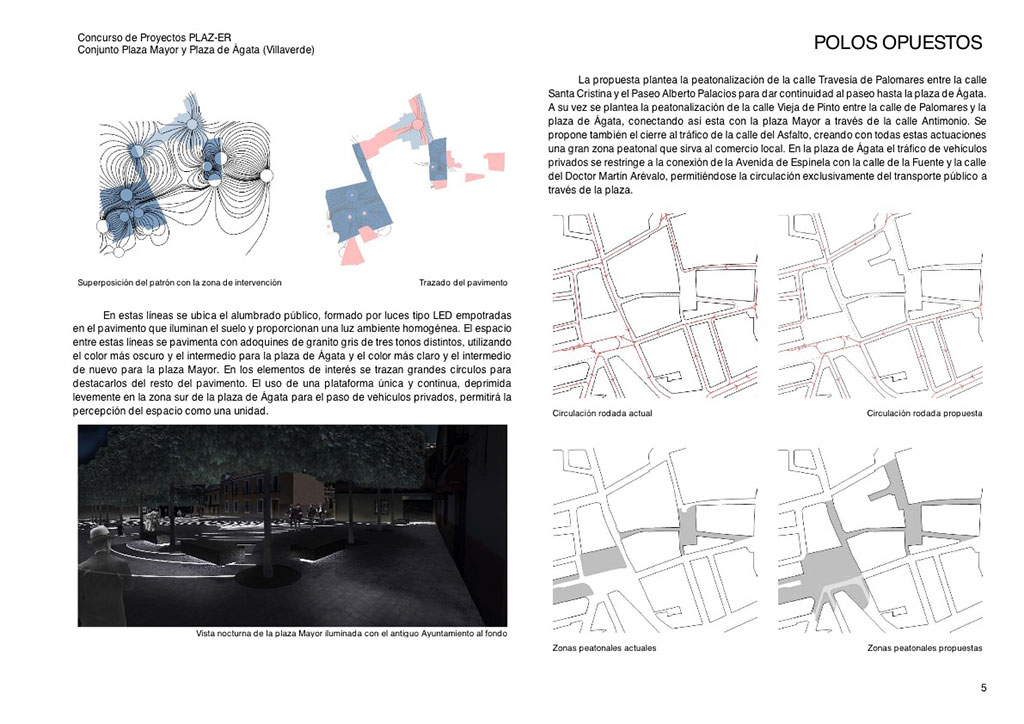 Concurso de Proyectos PLAZ-ER
Conjunto Plaza Mayor y Plaza de Ágata (Villaverde)
Superposición del patrón con la zona de intervención
Trazado del pavimento
En estas líneas se ubica el alumbrado público, formado por luces tipo LED empotradas
en el pavimento que iluminan el suelo y proporcionan una luz ambiente homogénea. El espacio
entre estas líneas se pavimenta con adoquines de granito gris de tres tonos distintos, utilizando
el color más oscuro y el intermedio para la plaza de Ágata y el color más claro y el intermedio
de nuevo para la plaza Mayor. En los elementos de interés se trazan grandes círculos para
destacarlos del resto del pavimento. El uso de una plataforma única y continua, deprimida
levemente en la zona sur de la plaza de Ágata para el paso de vehículos privados, permitirá la
percepción del espacio como una unidad.
Vista nocturna de la plaza Mayor iluminada con el antiguo Ayuntamiento al fondo
POLOS OPUESTOS
La propuesta plantea la peatonalización de la calle Travesia de Palomares entre la calle
Santa Cristina y el Paseo Alberto Palacios para dar continuidad al paseo hasta la plaza de Ágata.
A su vez se plantea la peatonalización de la calle Vieja de Pinto entre la calle de Palomares y la
plaza de Ágata, conectando así esta con la plaza Mayor a través de la calle Antimonio. Se
propone también el cierre al tráfico de la calle del Asfalto, creando con todas estas actuaciones
una gran zona peatonal que sirva al comercio local. En la plaza de Ágata el tráfico de vehículos
privados se restringe a la conexión de la Avenida de Espinela con la calle de la Fuente y la calle
del Doctor Martín Arévalo, permitiéndose la circulación exclusivamente del transporte público a
través de la plaza.
Circulación rodada actual
Circulación rodada propuesta
Zonas peatonales actuales
Zonas peatonales propuestas
5